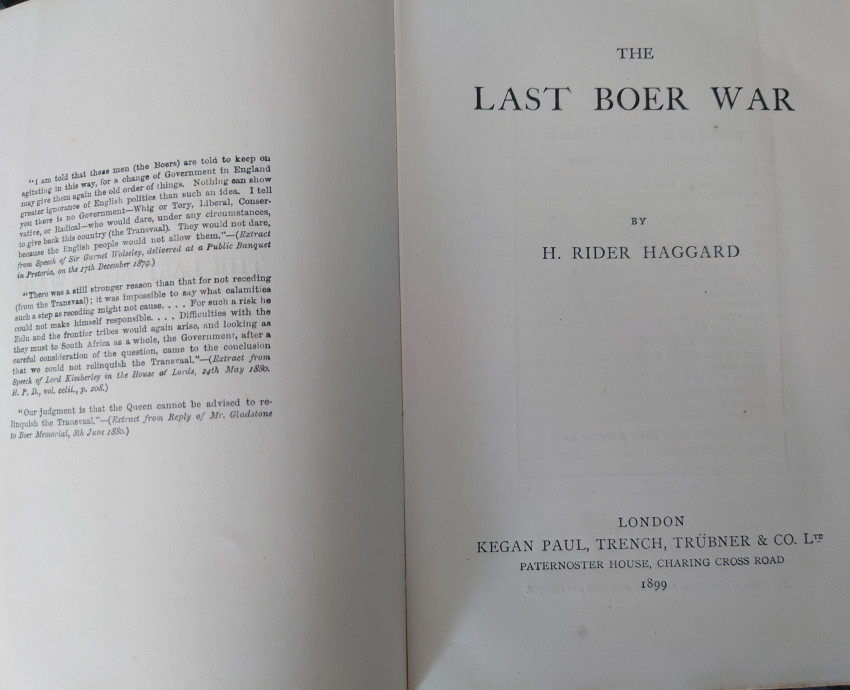 "I am told that these men (the Boers) are told to keep on
agitating in this way, for a change of Government in England
may give them again the old order of things. Nothing can show
greater ignorance of English politics than such an idea. I tell
you there is no Government—Whig or Tory, Liberal, Conser-
vative, or Radical—who would dare, under any circumstances,
to give back this country (the Transvaal). They would not dare,
because the English people would not allow them."—(Extract
from Speech of Sir Garnet Wolseley, delivered at a Public Banquet
in Pretoria, on the 17th December 1879.)
"There was a still stronger reason than that for not receding
(from the Transvaal); it was impossible to say what calamities
such a step as receding might not cause. . . . For such a risk he
could not make himself responsible. . . . Difficulties with the
Zulu and the frontier tribes would again arise, and looking as
they must to South Africa as a whole, the Government, after a
careful consideration of the question, came to the conclusion
that we could not relinquish the Transvaal."—(Extract from
Speech of Lord Kimberley in the House of Lords, 24th May 1880.
H. P. D., vol. cclii., p. 208.)
"Our judgment is that the Queen cannot be advised to re-
linquish the Transvaal."—(Extract from Reply of Mr. Gladstone
to Boer Memorial, 8th June 1880.)
THE
LAST BOER WAR
BY
H. RIDER HAGGARD
LONDON
KEGAN PAUL, TRENCH, TRÜBNER & CO. LTD
PATERNOSTER HOUSE, CHARING CROSS ROAD
1899